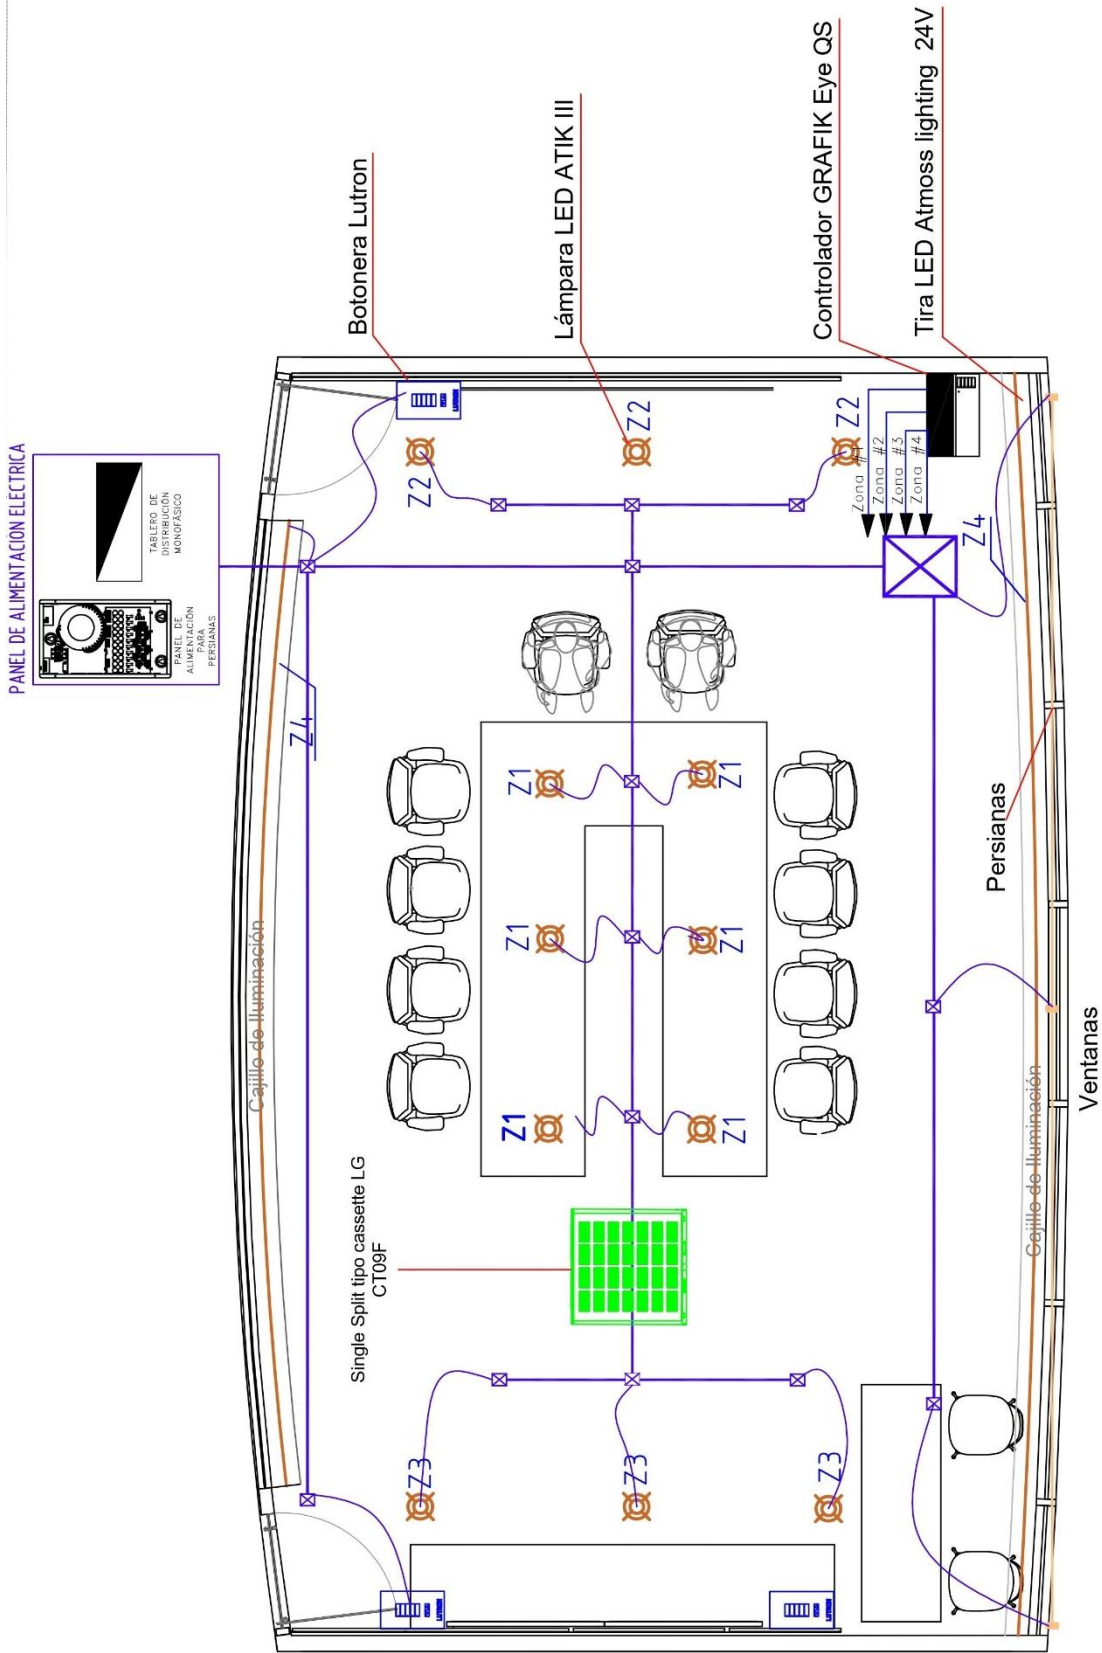 PANEL DE ALIMENTACIÓN ELÉCTRICA
TABLERO DE
DISTRIBUCIÓN
MONOFÁSICO
PANEL DE
ALIMENTACIÓN
PARA
PERSIANAS
Botonera Lutron
Lámpara LED ATIK III
Controlador GRAFIK Eye QS
Tira LED Atmoss lighting 24V
LUTRON
Z2
Z2
Z2
Zona #1
Zona #2
Zona #3
Zona #4
Z4
Z4
Z1
Z1
Z1
Z1
Z1
Z1
Cajillo de Iluminación
Cajillo de Iluminación
Persianas
Ventanas
Single Split tipo cassette LG
CT09F
Z3
Z3
Z3
LUTRON
LUTRON